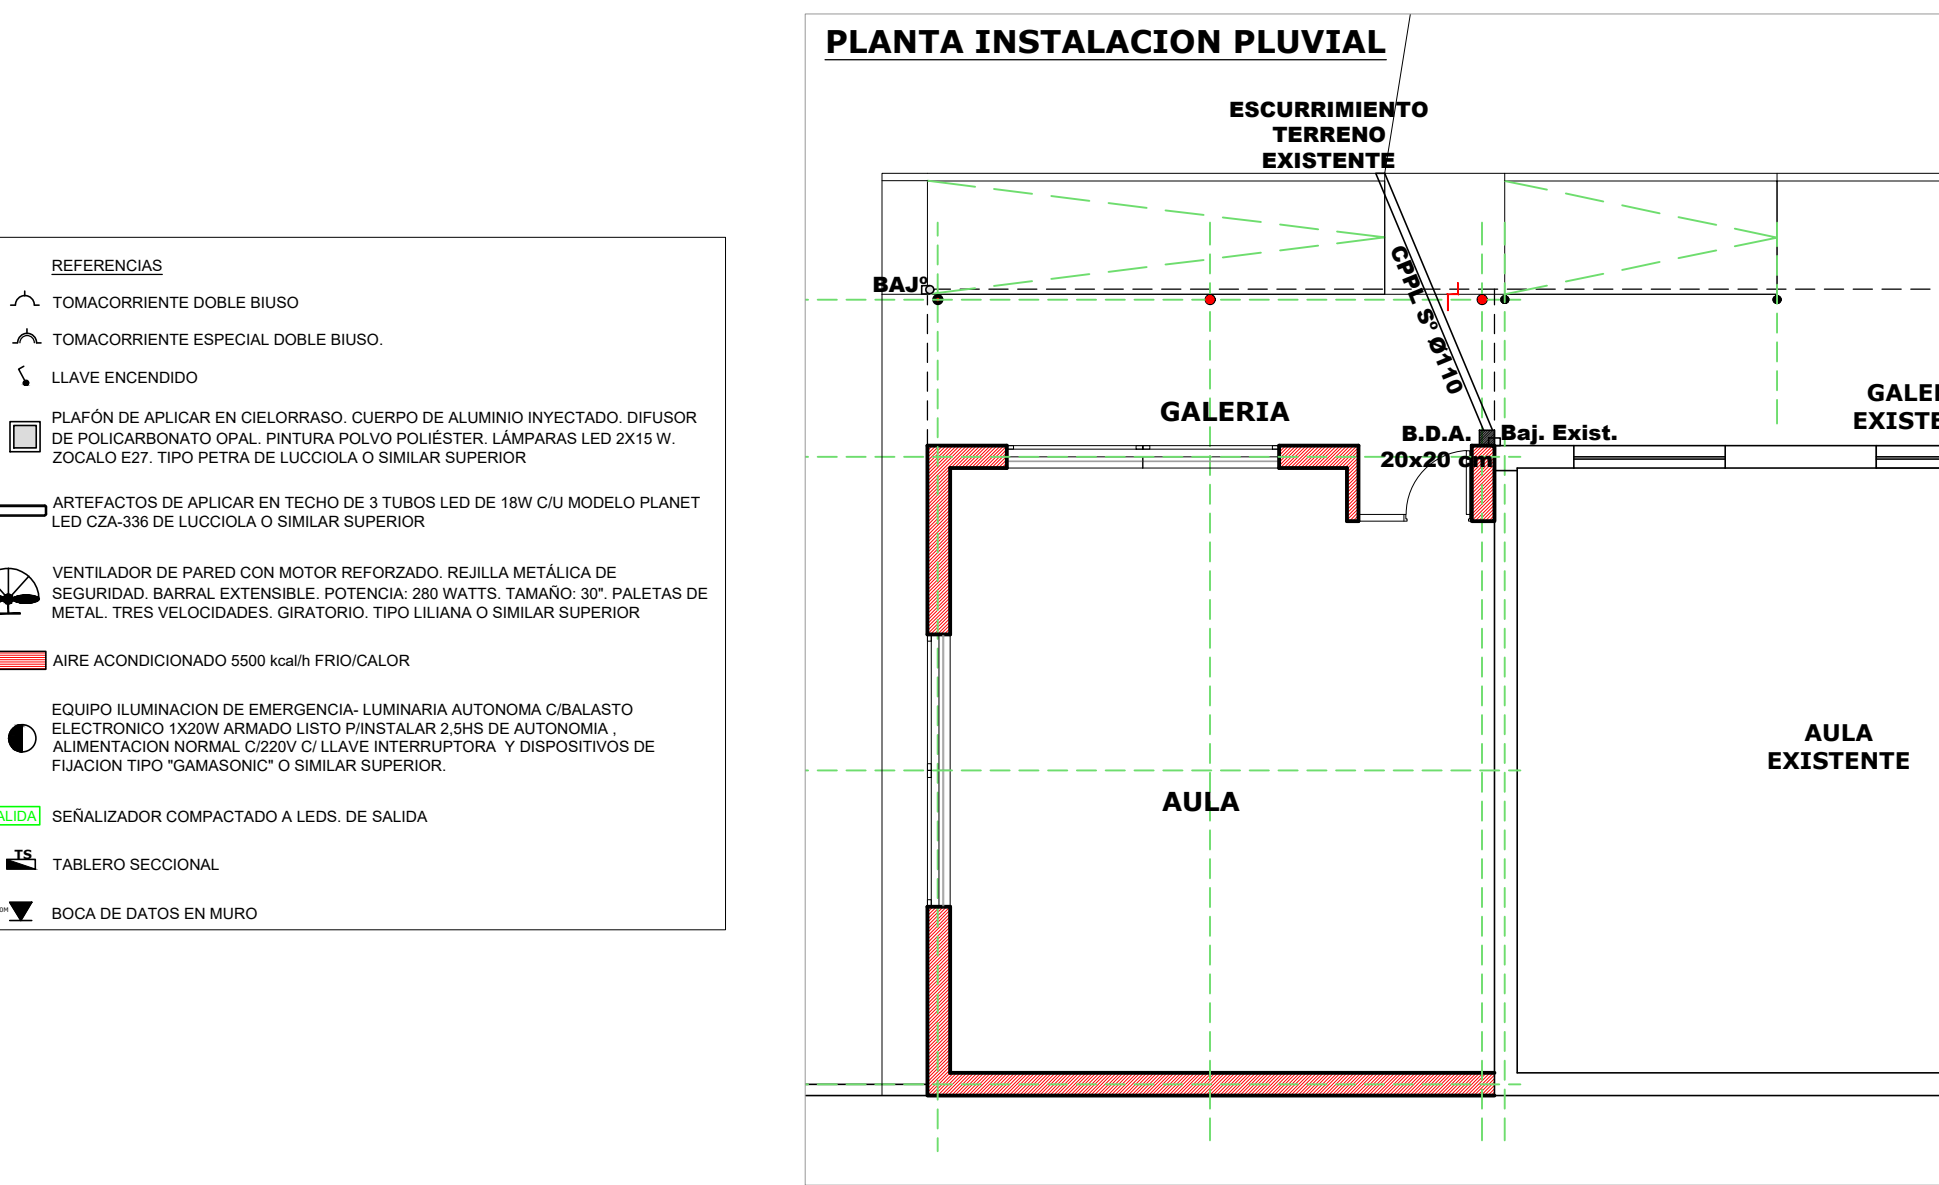 REFERENCIAS
TOMACORRIENTE DOBLE BIUSO
TOMACORRIENTE ESPECIAL DOBLE BIUSO.
LLAVE ENCENDIDO
PLAFÓN DE APLICAR EN CIELORRASO. CUERPO DE ALUMINIO INYECTADO. DIFUSOR
DE POLICARBONATO OPAL. PINTURA POLVO POLIÉSTER. LÁMPARAS LED 2X15 W.
ZOCALO E27. TIPO PETRA DE LUCCIOLA O SIMILAR SUPERIOR
ARTEFACTOS DE APLICAR EN TECHO DE 3 TUBOS LED DE 18W C/U MODELO PLANET
LED CZA-336 DE LUCCIOLA O SIMILAR SUPERIOR
VENTILADOR DE PARED CON MOTOR REFORZADO. REJILLA METÁLICA DE
SEGURIDAD. BARRAL EXTENSIBLE. POTENCIA: 280 WATTS. TAMAÑO: 30". PALETAS DE
METAL. TRES VELOCIDADES. GIRATORIO. TIPO LILIANA O SIMILAR SUPERIOR
AIRE ACONDICIONADO 5500 kcal/h FRIO/CALOR
EQUIPO ILUMINACION DE EMERGENCIA- LUMINARIA AUTONOMA C/BALASTO
ELECTRONICO 1X20W ARMADO LISTO P/INSTALAR 2,5HS DE AUTONOMIA ,
ALIMENTACION NORMAL C/220V C/ LLAVE INTERRUPTORA Y DISPOSITIVOS DE
FIJACION TIPO "GAMASONIC" O SIMILAR SUPERIOR.
ALIDA SEÑALIZADOR COMPACTADO A LEDS. DE SALIDA
TS
TABLERO SECCIONAL
BOCA DE DATOS EN MURO
PLANTA INSTALACION PLUVIAL
ESCURRIMIENTO
TERRENO
EXISTENTE
BAJº
CPPL Sº Ø110
GALERIA
B.D.A.
20x20 cm
Baj. Exist.
GALE
EXISTE
AULA
AULA
EXISTENTE